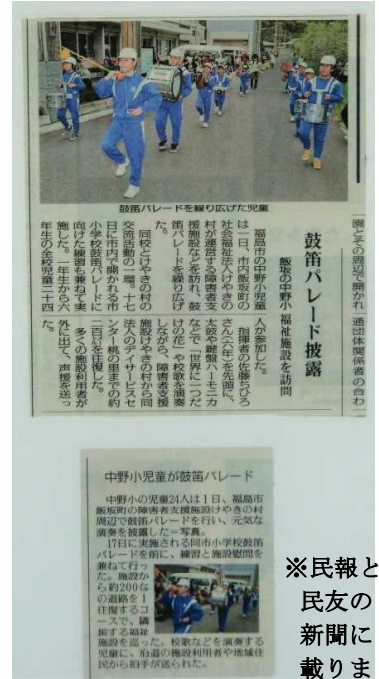 鼓笛パレードを繰り広げた児童
園とその周辺で開かれ
通団体関係者の合わ
鼓笛パレード披露
飯坂の中野小 福祉施設を訪問
福島市の中野小児童
は一日、市内飯坂町の
社会福祉法人けやきの
村が運営する障害者支
援施設などを訪れ、鼓
笛パレードを繰り広げ
た。
同校とけやきの村の
交流活動の一環。十七
日に市内で開かれる市
小学校鼓笛パレードに
向けた練習も兼ねて実
施した。一年生から六
年生の全校児童二十四
人が参加した。
指揮者の佐藤ちひろ
さん(六年)を先頭に、
太鼓や鍵盤ハーモニカ
などで「世界に一つだ
けの花」や校歌を演奏
しながら、障害者支援
施設けやきの村から同
法人のデイサービスセ
ンター桃の里までの約
二百㍍を往復した。
多くの施設利用者が
外に出て、声援を送っ
た。
中野小児童が鼓笛パレード
中野小の児童24人は1日、福島市
飯坂町の障害者支援施設けやきの村
周辺で鼓笛パレードを行い、元気な
演奏を披露した=写真。
17日に実施される同市小学校鼓笛
パレードを前に、練習と施設慰問を
兼ねて行っ
た。施設か
ら約200㍍
の道路を1
往復するコ
ースで、隣
接する福祉
施設を巡った。校歌などを演奏する
児童に、沿道の施設利用者や地域住
民から拍手が送られた。
※民報と
民友の
新聞に
載りま